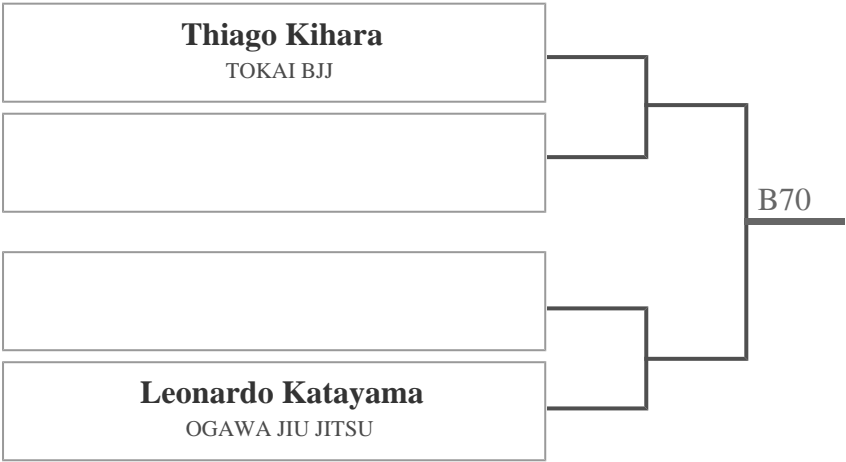 Thiago Kihara
TOKAI BJJ
B70
Leonardo Katayama
OGAWA JIU JITSU